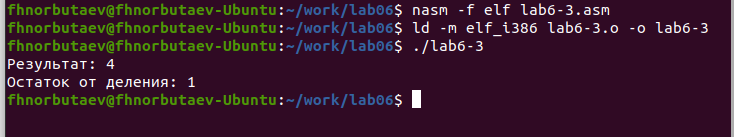 fhnorbutaev@fhnorbutaev-Ubuntu:~/work/lab06$ nasm -f elf lab6-3.asm
fhnorbutaev@fhnorbutaev-Ubuntu:~/work/lab06$ ld -m elf_i386 lab6-3.o -o lab6-3
fhnorbutaev@fhnorbutaev-Ubuntu:~/work/lab06$ ./lab6-3
Результат: 4
Остаток от деления: 1
fhnorbutaev@fhnorbutaev-Ubuntu:~/work/lab06$